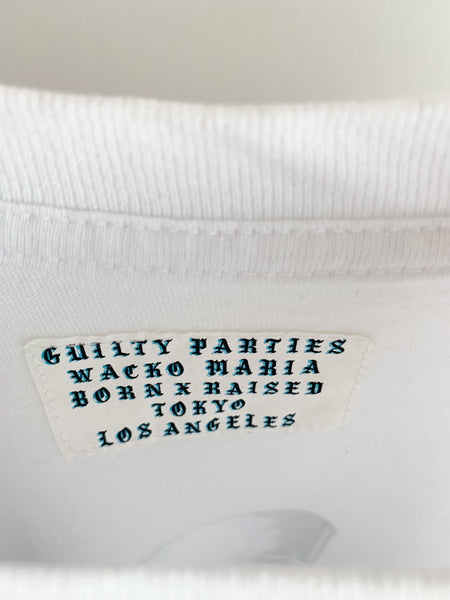 GUILTY PARTIES
WACKO MARIA
BORN X RAISED
TOKYO
LOS ANGELES